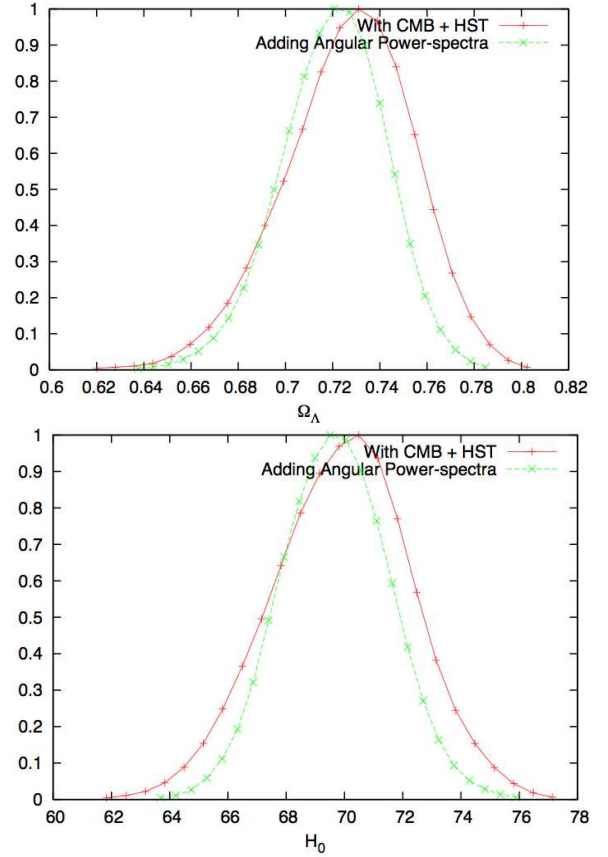 1
With CMB + HST
0.9
Adding Angular Power-spectra
0.8
0.7
0.6
0.5
0.4
0.3
0.2
0.1
0
0.6 0.62 0.64 0.66 0.68 0.7 0.72 0.74 0.76 0.78 0.8 0.82
Ω_Λ
1
With CMB + HST
0.9
Adding Angular Power-spectra
0.8
0.7
0.6
0.5
0.4
0.3
0.2
0.1
0
60 62 64 66 68 70 72 74 76 78
H_0